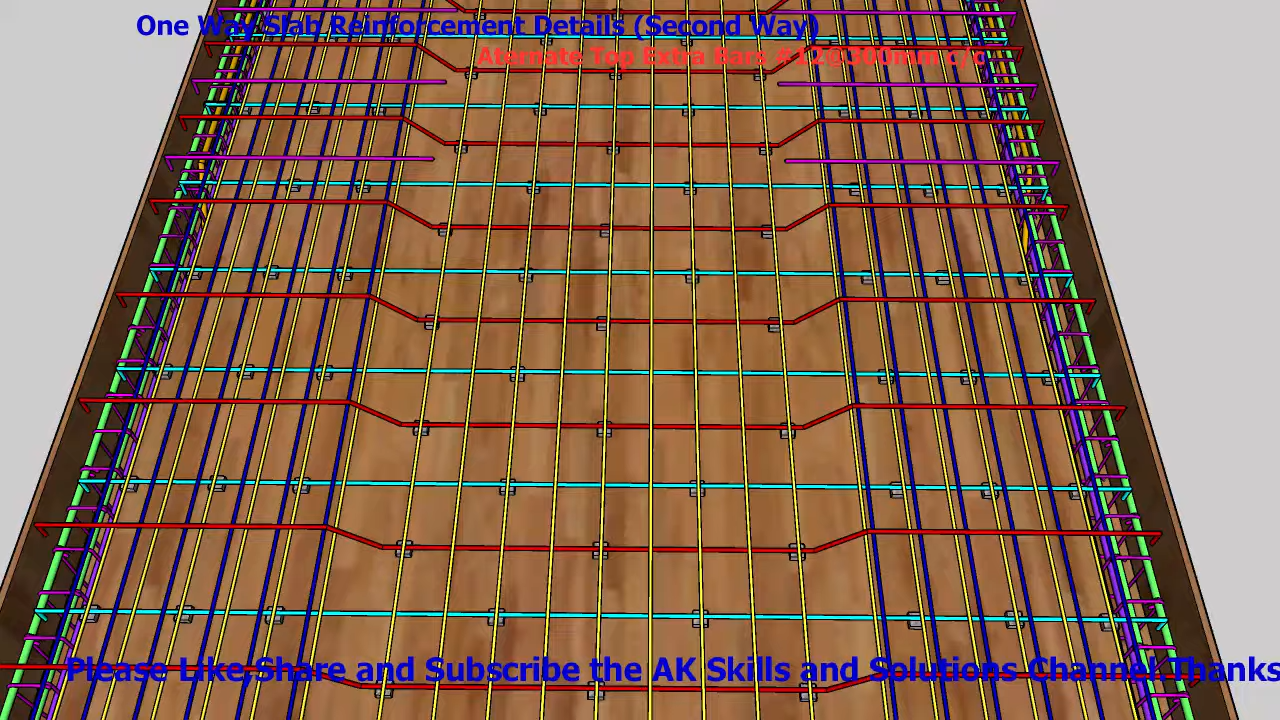 One Way Slab Reinforcement Details (Second Way)
Aternate Top Extra Bars #12@300mm c/c
Please Like,Share and Subscribe the AK Skills and Solutions Channel,Thanks